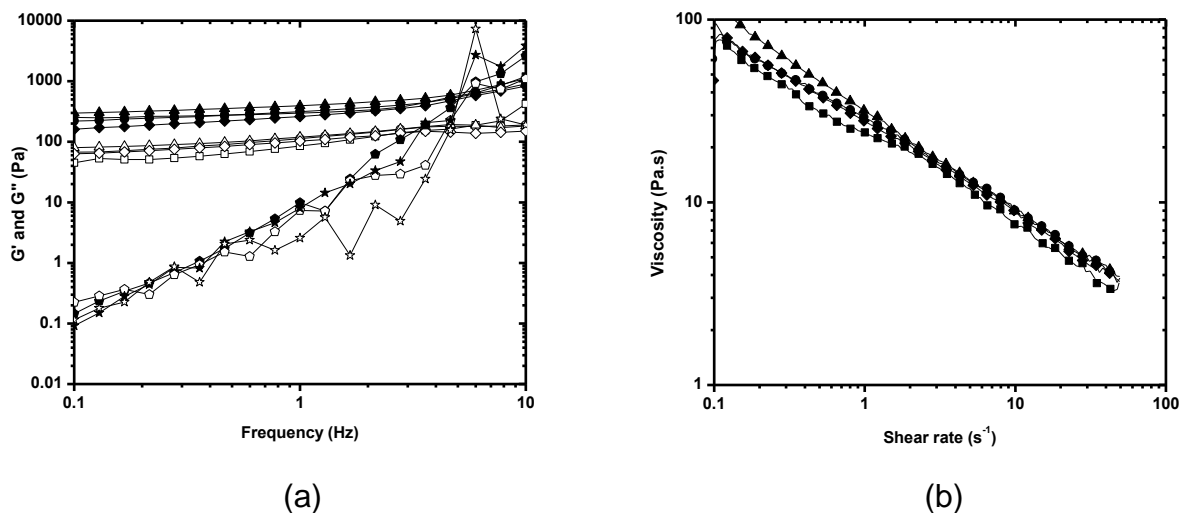 10000
1000
100
10
1
0.1
0.01
G' and G'' (Pa)
0.1 1 10
Frequency (Hz)
(a)
100
10
1
Viscosity (Pa.s)
0.1 1 10 100
Shear rate (s⁻¹)
(b)